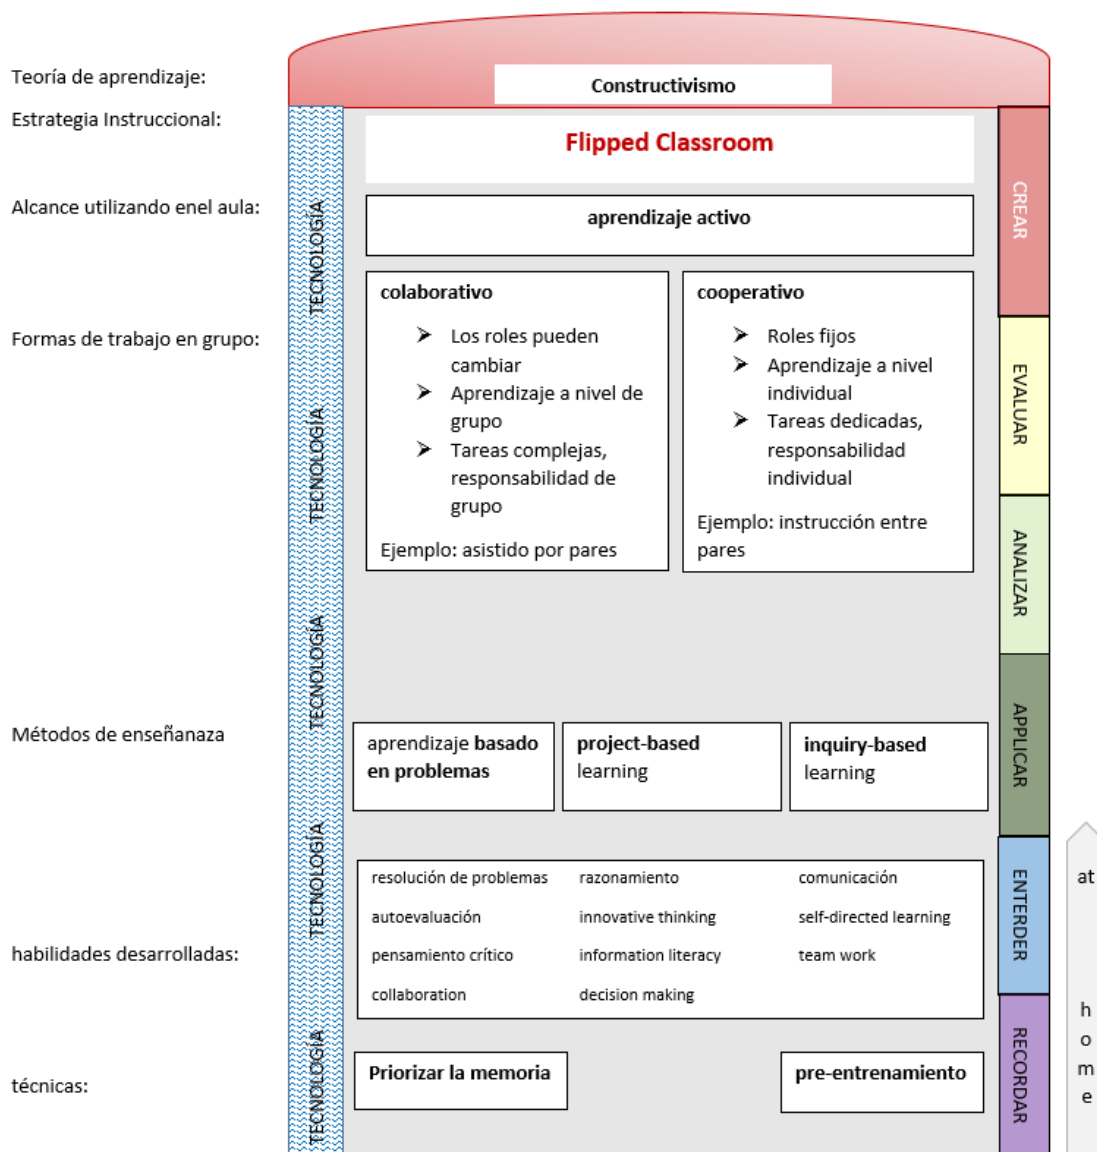 Teoría de aprendizaje:
Constructivismo
Estrategia Instruccional:
Flipped Classroom
Alcance utilizando enel aula:
aprendizaje activo
Formas de trabajo en grupo:
colaborativo
Los roles pueden
cambiar
Aprendizaje a nivel de
grupo
Tareas complejas,
responsabilidad de
grupo
Ejemplo: asistido por pares
cooperativo
Roles fijos
Aprendizaje a nivel
individual
Tareas dedicadas,
responsabilidad
individual
Ejemplo: instrucción entre
pares
Métodos de enseñanaza
aprendizaje basado
en problemas
project-based
learning
inquiry-based
learning
habilidades desarrolladas:
resolución de problemas razonamiento comunicación
autoevaluación innovative thinking self-directed learning
pensamiento crítico information literacy team work
collaboration decision making
técnicas:
Priorizar la memoria
pre-entrenamiento
TECNOLOGÍA
TECNOLOGÍA
TECNOLOGÍA
TECNOLOGÍA
TECNOLOGÍA
CREAR
EVALUAR
ANALIZAR
APPLICAR
ENTERDER
RECORDAR
at
h
o
m
e